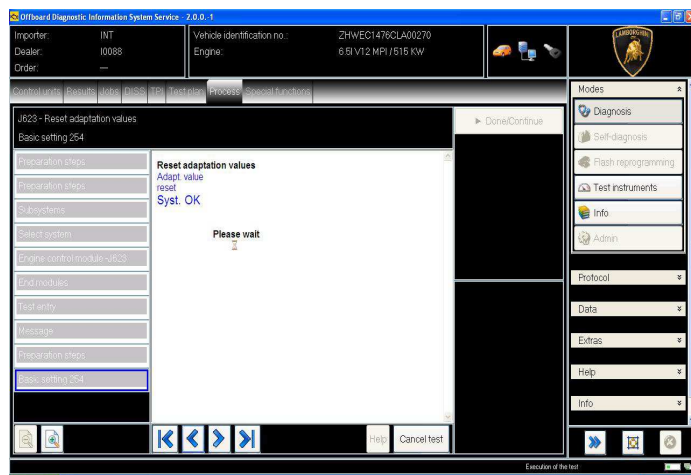 Offboard Diagnostic Information System Service - 2.0.0.-1
Importer: INT
Dealer: I0088
Order: —
Vehicle identification no.: ZHWEC1476CLA00270
Engine: 6.5l V12 MPI / 515 KW
LAMBORGHINI
Control units Results Jobs DISS TPI Test plan Process Special functions
J623 - Reset adaptation values
Basic setting 254
Done/Continue
Preparation steps
Preparation steps
Subsystems
Select system
Engine control module -J623
End modules
Test entry
Message
Preparation steps
Basic setting 254
Reset adaptation values
Adapt. value
reset
Syst. OK
Please wait
Help
Cancel test
Modes
Diagnosis
Self-diagnosis
Flash reprogramming
Test instruments
Info
Admin
Protocol
Data
Extras
Help
Info
Execution of the test